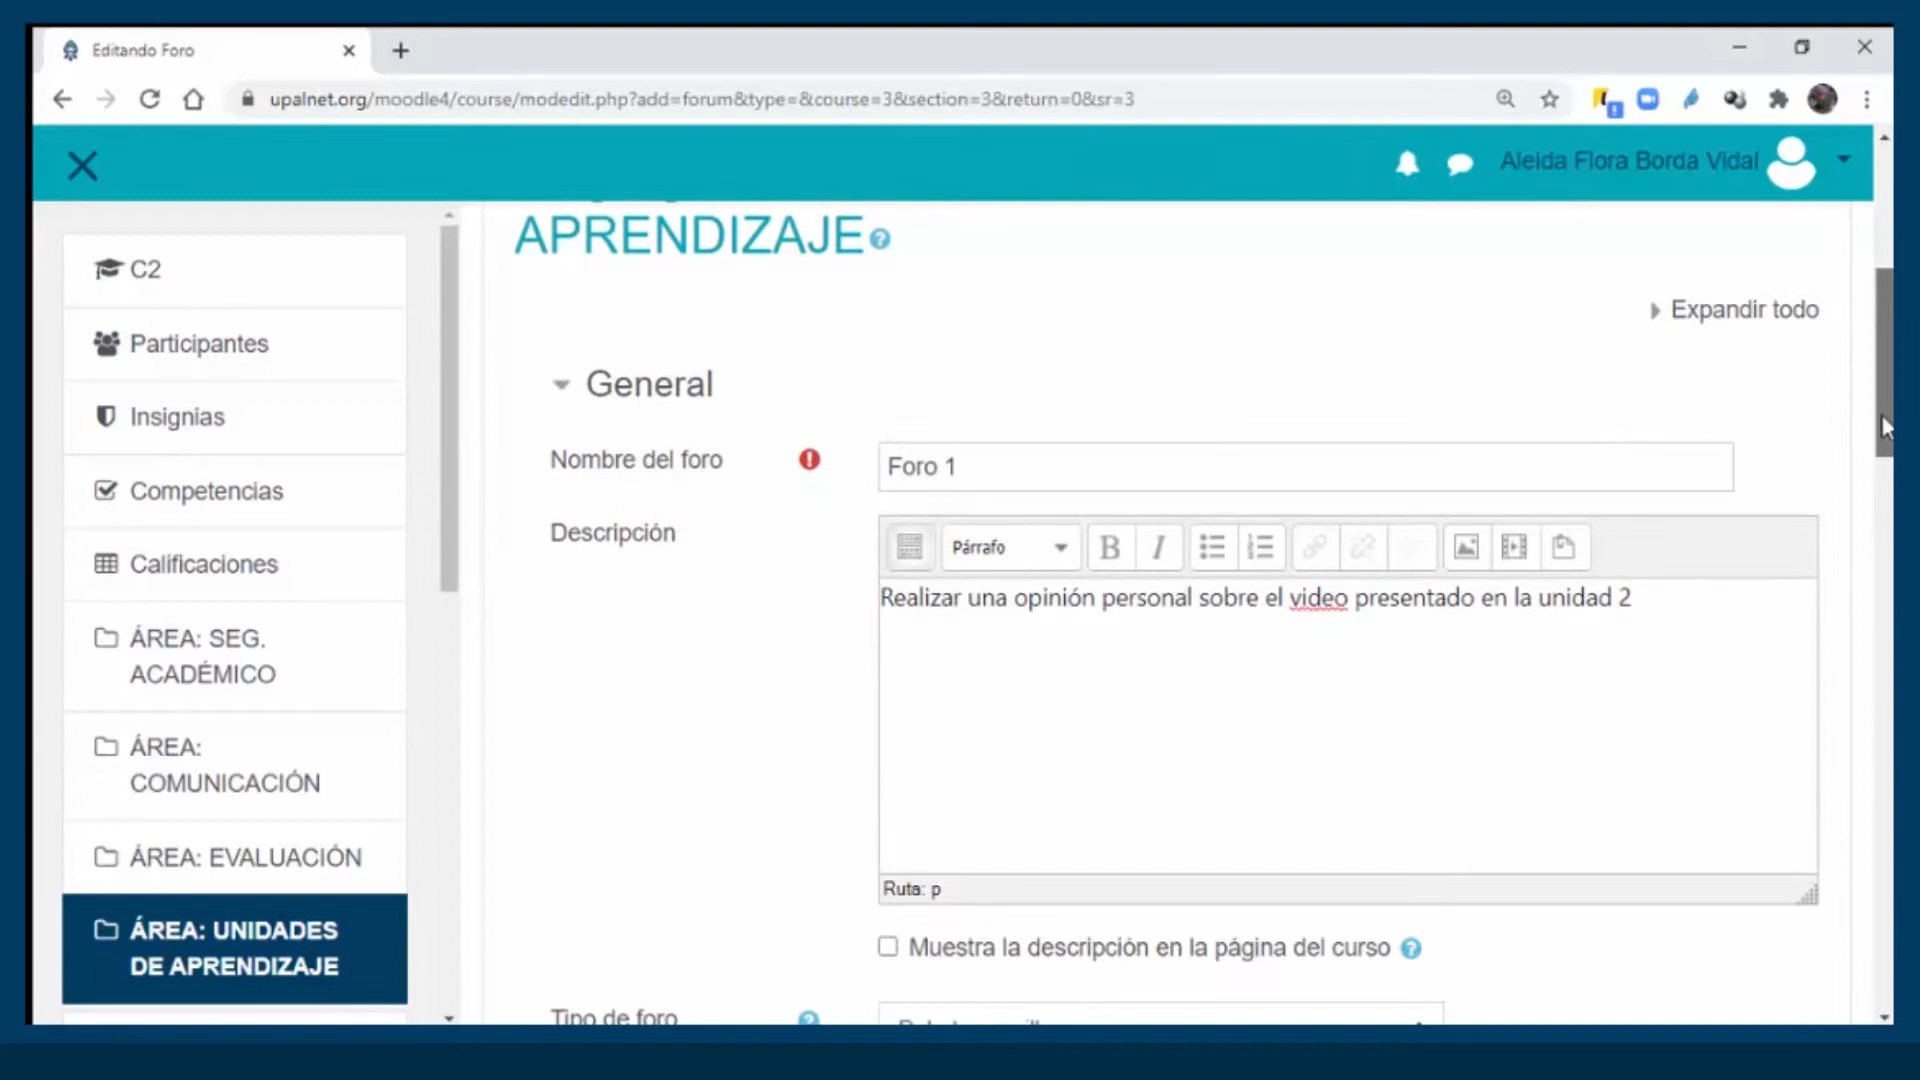 Editando Foro
upalnet.org/moodle4/course/modedit.php?add=forum&type=&course=3&section=3&return=0&sr=3
Aleida Flora Borda Vidal
APRENDIZAJE
Expandir todo
C2
Participantes
Insignias
Competencias
Calificaciones
ÁREA: SEG.
ACADÉMICO
ÁREA:
COMUNICACIÓN
ÁREA: EVALUACIÓN
ÁREA: UNIDADES
DE APRENDIZAJE
General
Nombre del foro
Foro 1
Descripción
Párrafo
B I
Realizar una opinión personal sobre el video presentado en la unidad 2
Ruta: p
Muestra la descripción en la página del curso
Tipo de foro